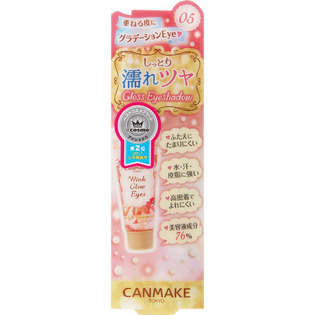 05
重ねる度に
グラデーションEye♥
しっとり
濡れツヤ
Gloss Eyeshadow
@cosme
第2位
ふたえに
たまりにくい
水・汗・
皮脂に強い
高密着で
よれにくい
美容液成分
76%
Wink Glow
Eyes
CANMAKE
TOKYO